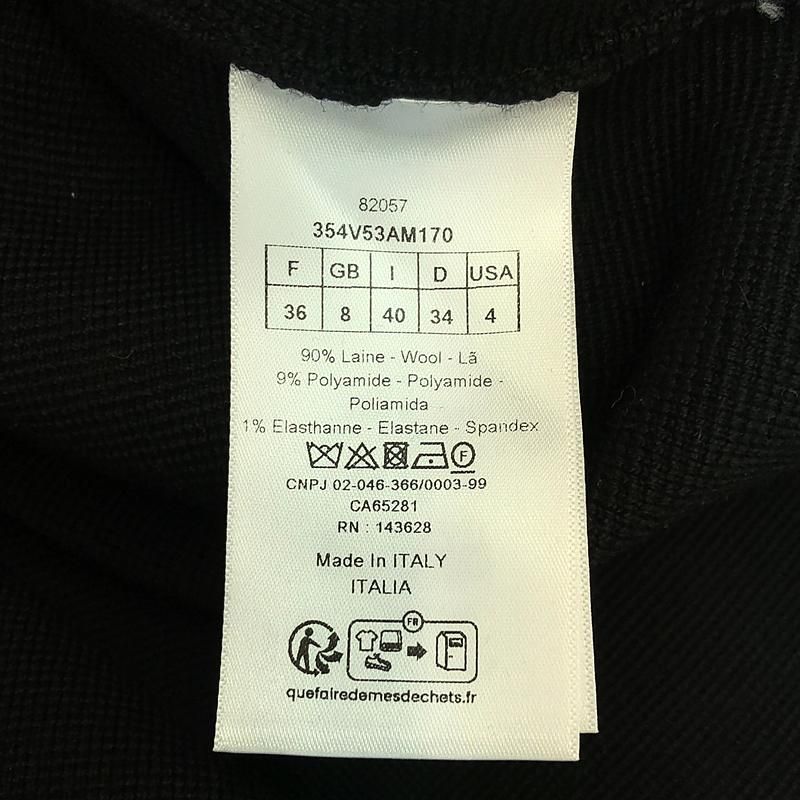 82057
354V53AM170
F GB I D USA
36 8 40 34 4
90% Laine - Wool - Lã
9% Polyamide - Polyamide -
Poliamida
1% Elasthanne - Elastane - Spandex
F
CNPJ 02-046-366/0003-99
CA65281
RN : 143628
Made In ITALY
ITALIA
FR
quefairedemesdechets.fr